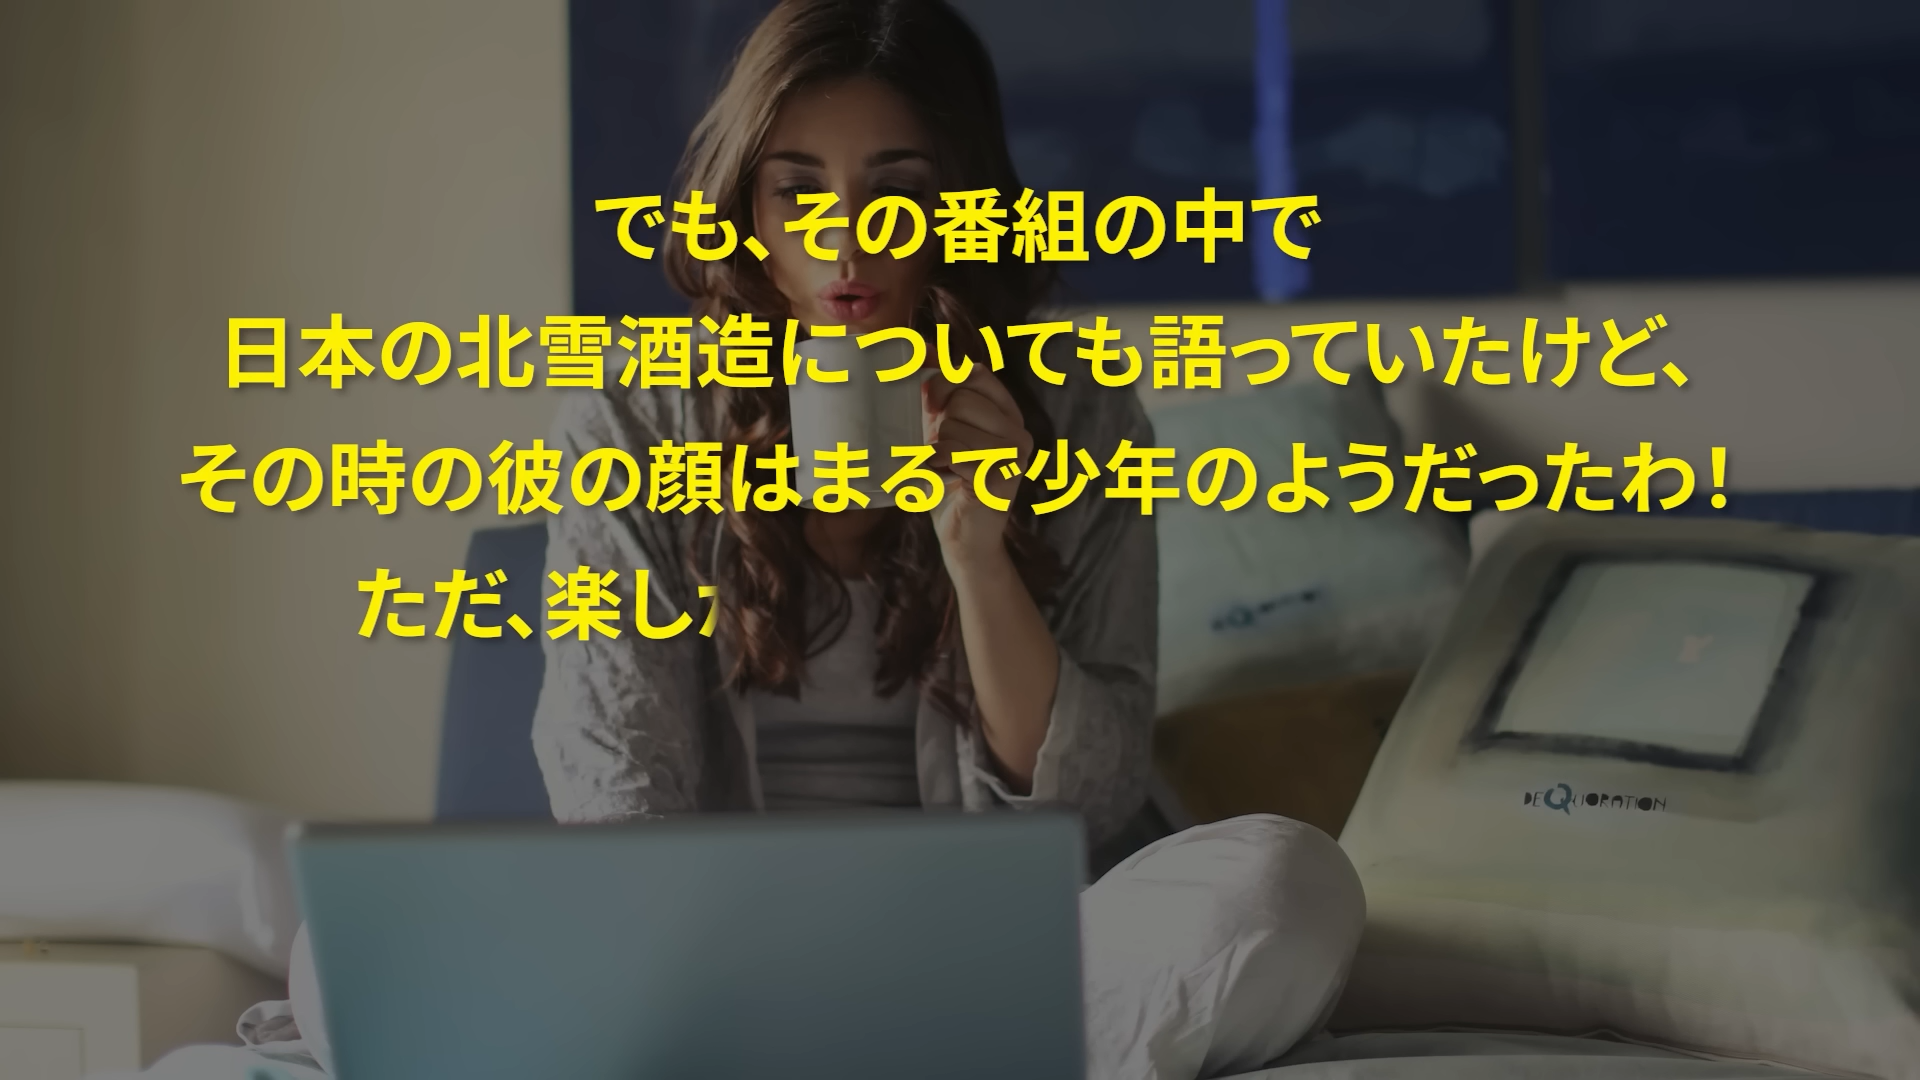 でも、その番組の中で
日本の北雪酒造についても語っていたけど、
その時の彼の顔はまるで少年のようだったわ！
ただ、楽し
DEQUORATION